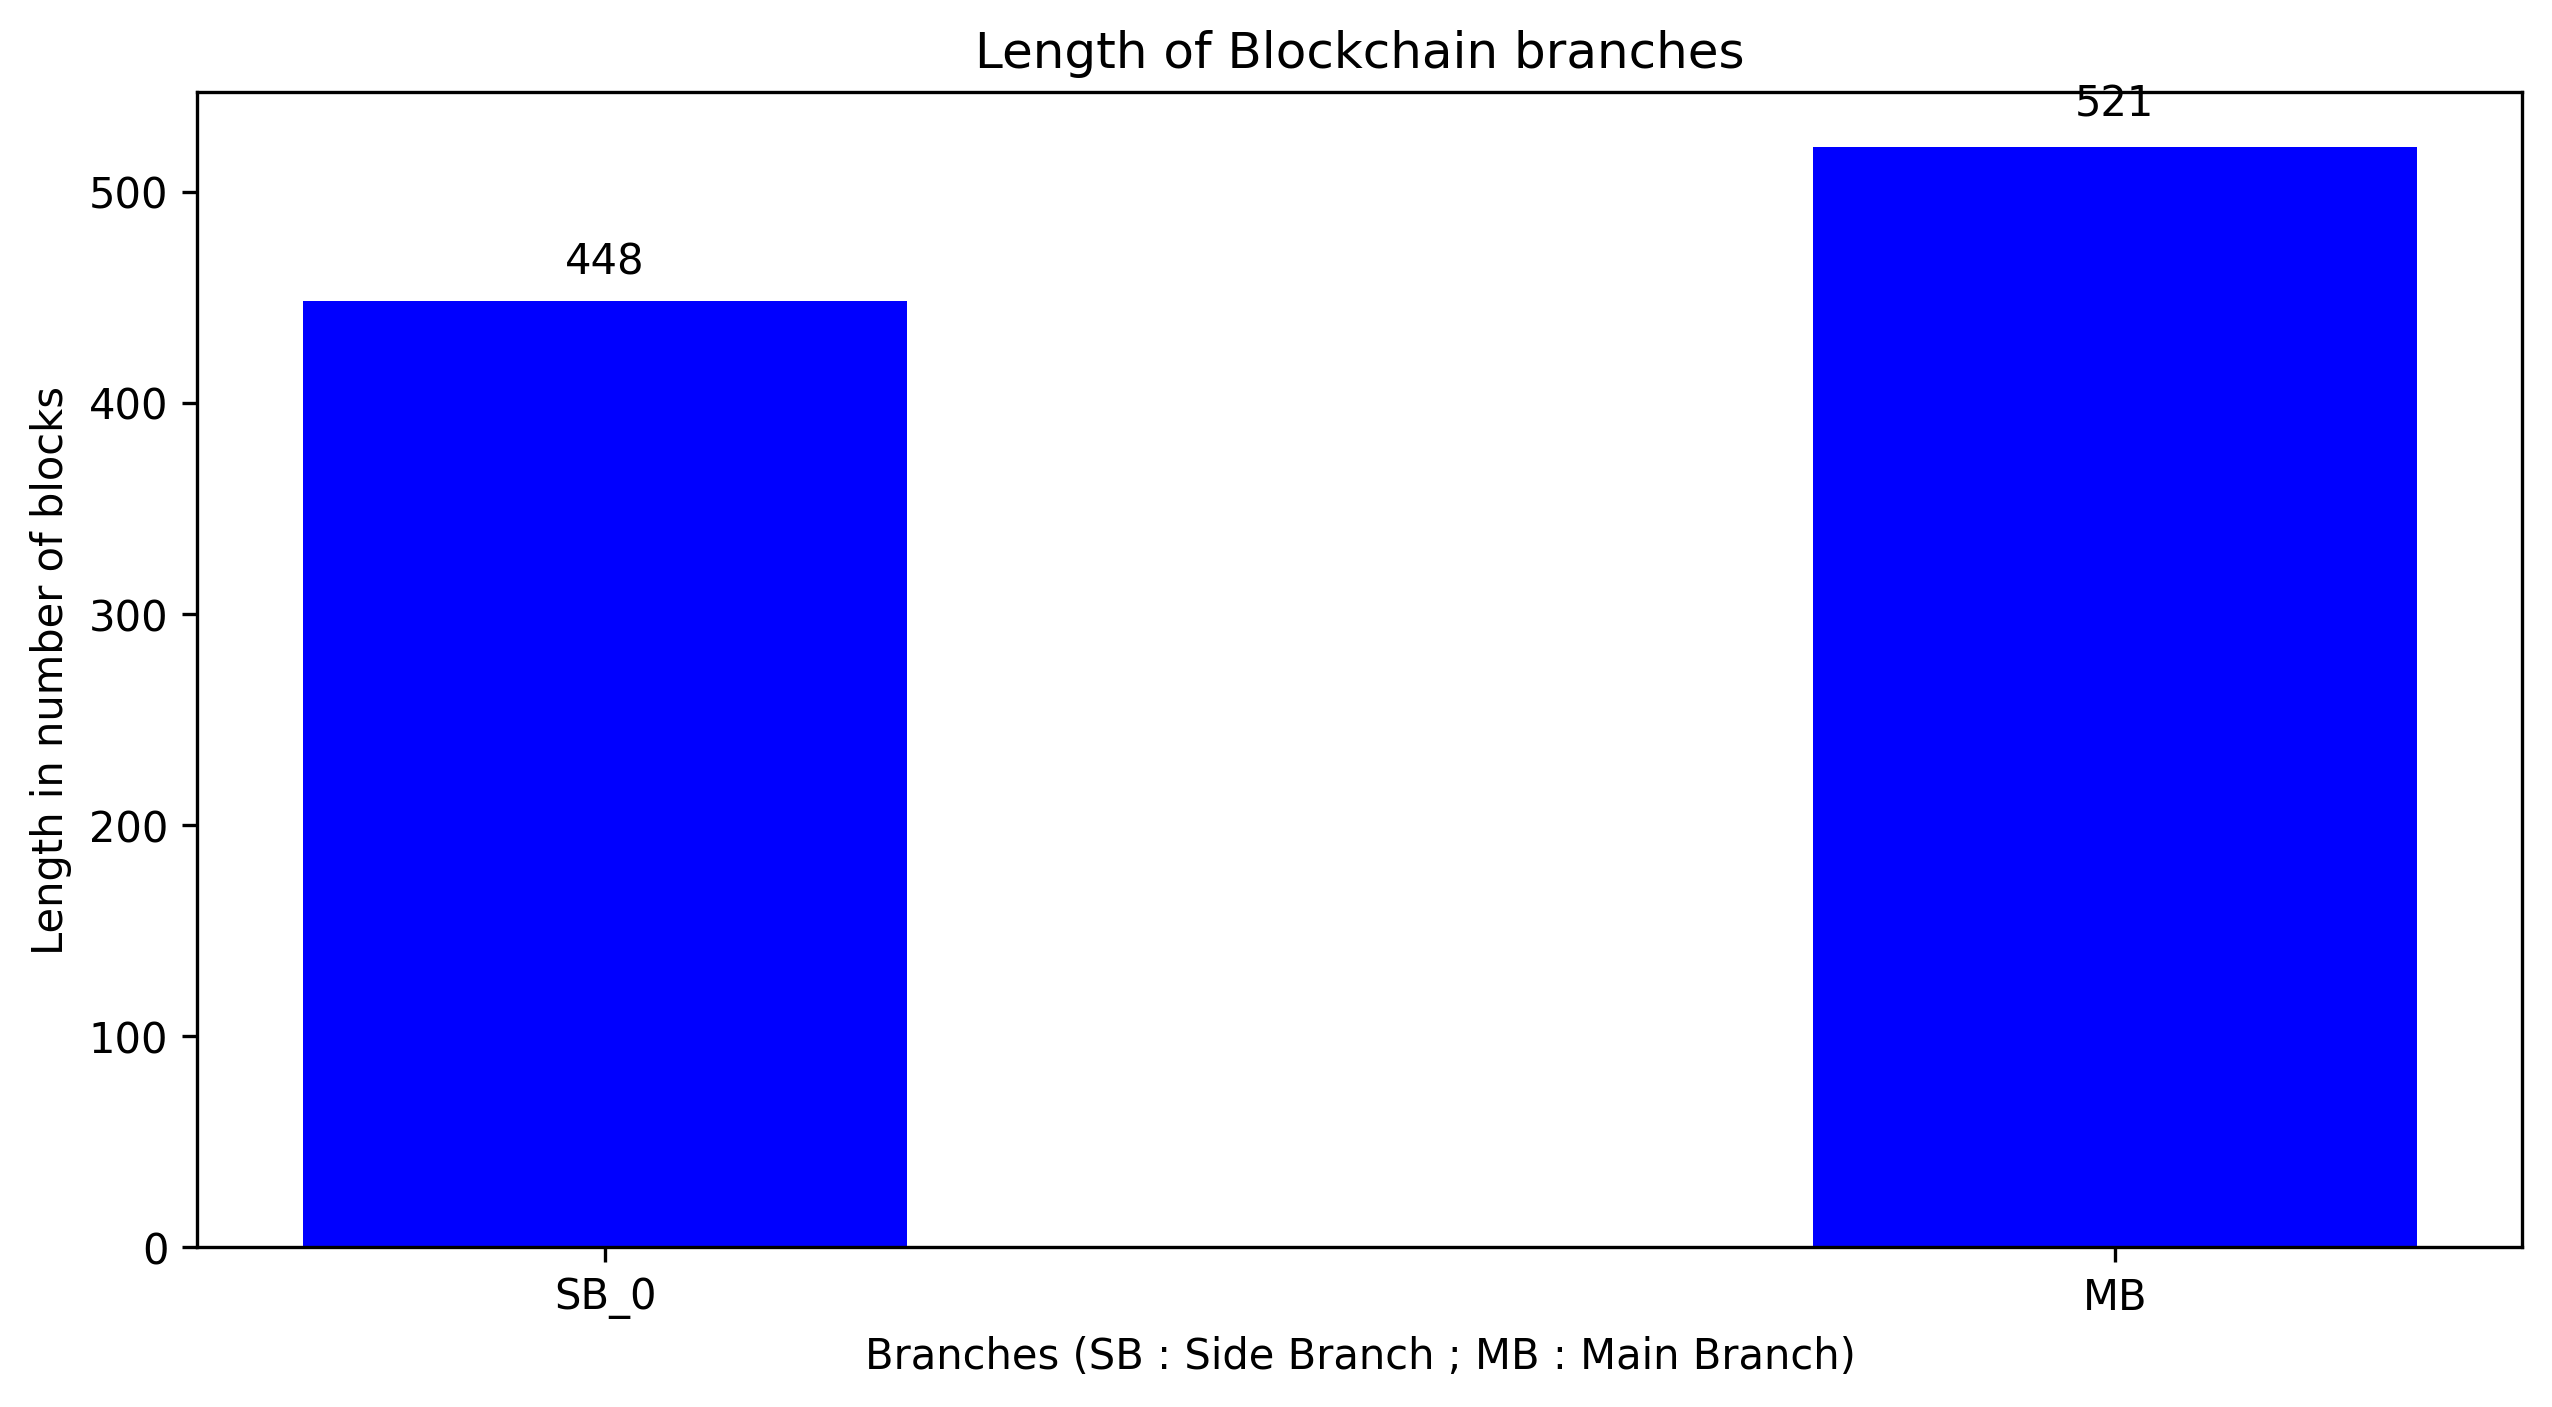 Length of Blockchain branches
521
448
500
400
300
200
100
0
Length in number of blocks
SB_0
MB
Branches (SB : Side Branch ; MB : Main Branch)